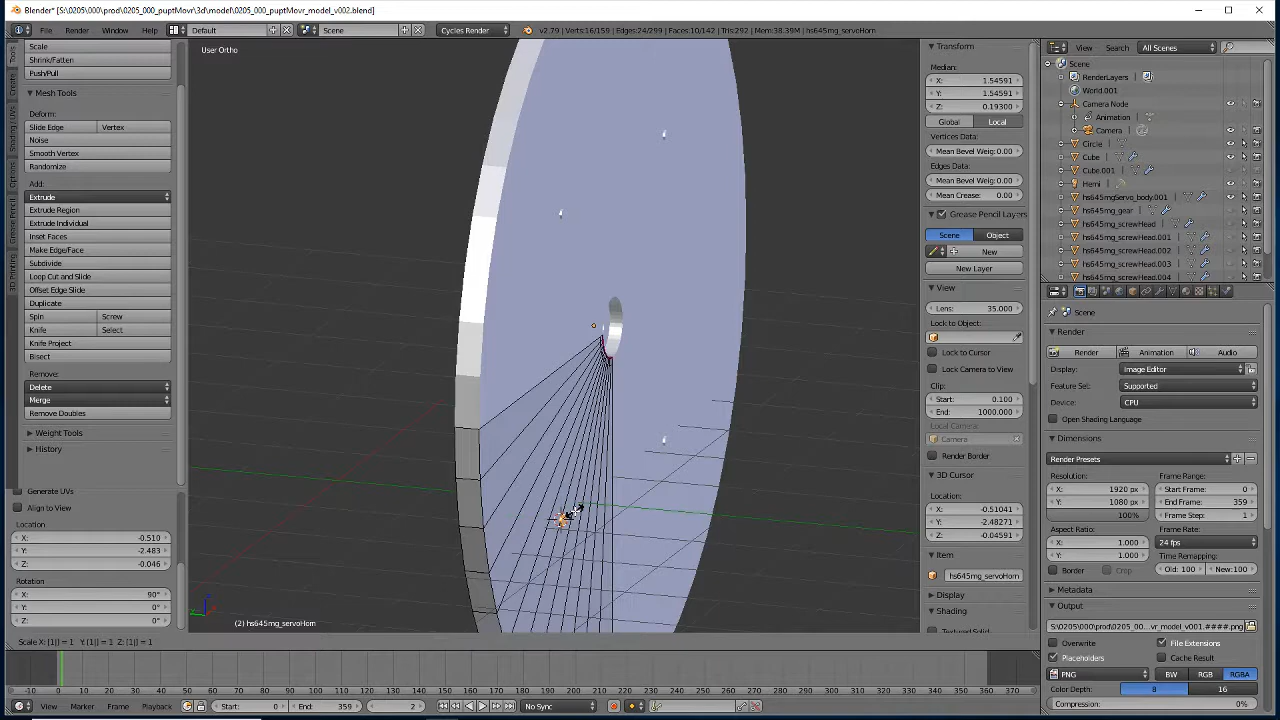 Blender* [S:\0205\000\prod\0205_000_puptMovr\3d\model\0205_000_puptMovr_model_v002.blend]
File Render Window Help Default Scene Cycles Render v2.79 | Verts:16/159 | Edges:24/299 | Faces:10/142 | Tris:292 | Mem:38.39M | hs645mg_servoHorn
Tools
Create
Shading / UVs
Options
Grease Pencil
3D Printing
Scale
Shrink/Fatten
Push/Pull
Mesh Tools
Deform:
Slide Edge Vertex
Noise
Smooth Vertex
Randomize
Add:
Extrude
Extrude Region
Extrude Individual
Inset Faces
Make Edge/Face
Subdivide
Loop Cut and Slide
Offset Edge Slide
Duplicate
Spin Screw
Knife Select
Knife Project
Bisect
Remove:
Delete
Merge
Remove Doubles
Weight Tools
History
Generate UVs
Align to View
Location
X: -0.510
Y: -2.483
Z: -0.046
Rotation
X: 90°
Y: 0°
Z: 0°
User Ortho
(2) hs645mg_servoHorn
Transform
Median:
X: 1.54591
Y: 1.54591
Z: 0.19300
Global Local
Vertices Data:
Mean Bevel Weig: 0.00
Edges Data:
Mean Bevel Weig: 0.00
Mean Crease: 0.00
Grease Pencil Layers
Scene Object
New
New Layer
View
Lens: 35.000
Lock to Object:
Lock to Cursor
Lock Camera to View
Clip:
Start: 0.100
End: 1000.000
Local Camera:
Camera
Render Border
3D Cursor
Location:
X: -0.51041
Y: -2.48271
Z: -0.04591
Item
hs645mg_servoHorn
Display
Shading
Textured Solid
View Search All Scenes
Scene
RenderLayers
World.001
Camera Node
Animation
Camera
Circle
Cube
Cube.001
Hemi
hs645mgServo_body.001
hs645mg_gear
hs645mg_screwHead
hs645mg_screwHead.001
hs645mg_screwHead.002
hs645mg_screwHead.003
hs645mg_screwHead.004
Scene
Render
Render Animation Audio
Display: Image Editor
Feature Set: Supported
Device: CPU
Open Shading Language
Dimensions
Render Presets
Resolution: Frame Range:
X: 1920 px Start Frame: 0
Y: 1080 px End Frame: 359
100% Frame Step: 1
Aspect Ratio: Frame Rate:
X: 1.000 24 fps
Y: 1.000 Time Remapping:
Border Crop Old: 100 New: 100
Metadata
Output
S:\0205\000\prod\0205_00...vr_model_v001.####.png
Overwrite File Extensions
Placeholders Cache Result
PNG BW RGB RGBA
Color Depth: 8 16
Compression: 0%
Scale X: [1|] = 1 Y: [1|] = 1 Z: [1|] = 1
-10 0 10 20 30 40 50 60 70 80 90 100 110 120 130 140 150 160 170 180 190 200 210 220 230 240 250 260 270 280 290 300 310 320 330 340 350 360 370
View Marker Frame Playback Start: 0 End: 359 2 No Sync